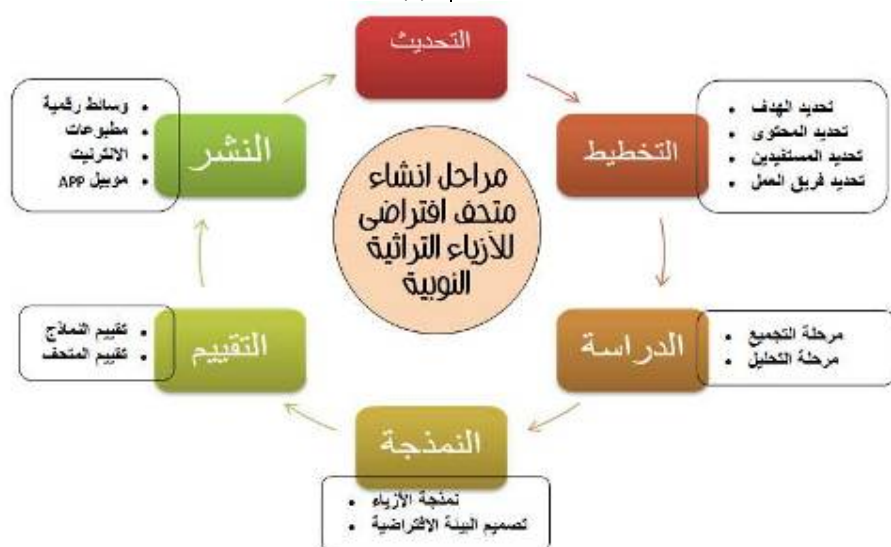 التحديث
التخطيط
تحديد الهدف
تحديد المحتوى
تحديد المستفيدين
تحديد فريق العمل
الدراسة
مرحلة التجميع
مرحلة التحليل
النمذجة
نمذجة الأزياء
تصميم البيئة الافتراضية
التقييم
تقييم النماذج
تقييم المتحف
النشر
وسائط رقمية
مطبوعات
الانترنيت
موبيل APP
مراحل انشاء
متحف افتراضى
للأزياء التراثية
النوبية